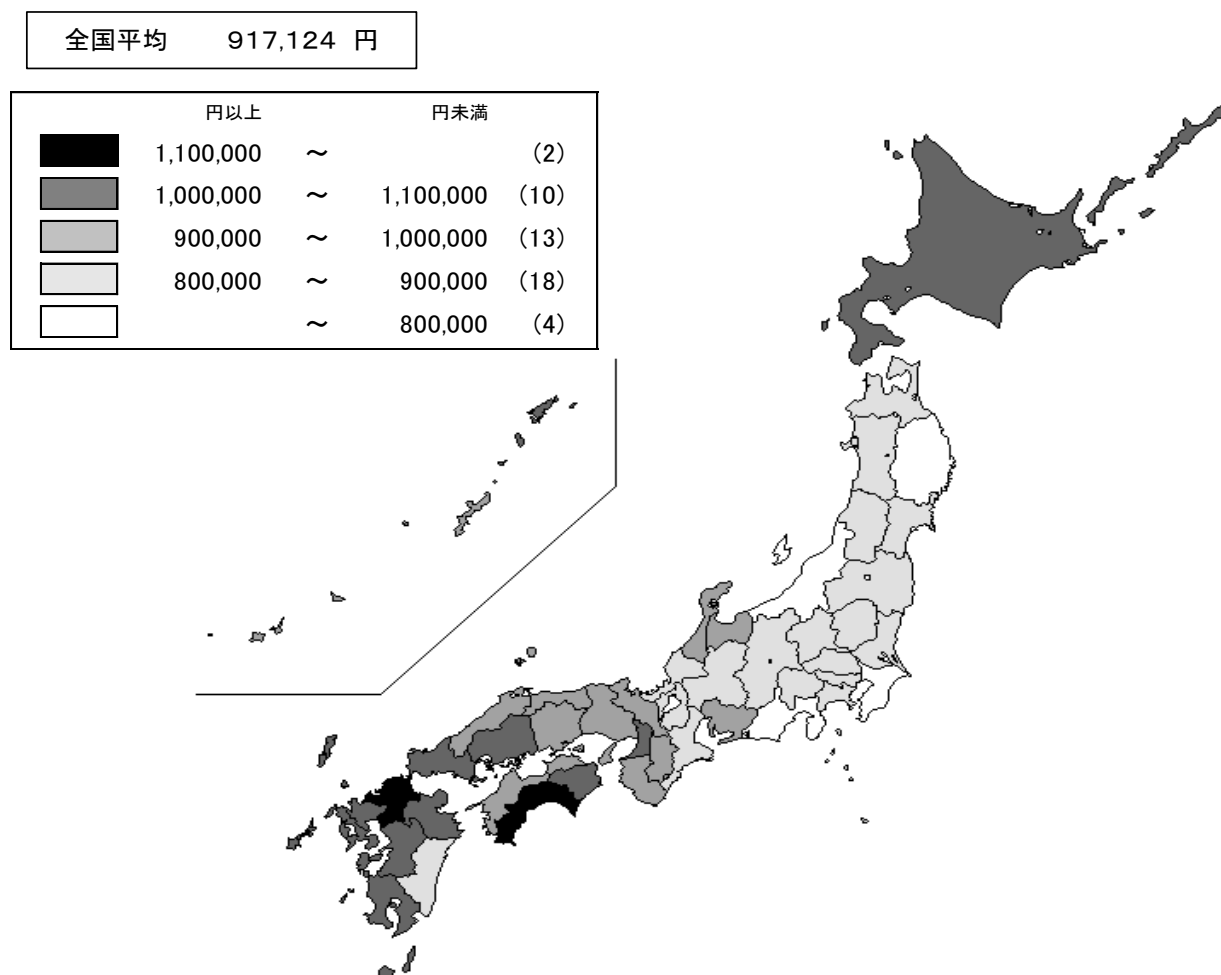 全国平均　　917,124　円
円以上　　円未満
1,100,000　～　　(2)
1,000,000　～　1,100,000　(10)
900,000　～　1,000,000　(13)
800,000　～　900,000　(18)
～　800,000　(4)